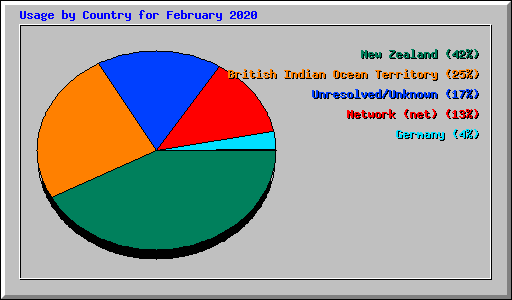 Usage by Country for February 2020
New Zealand (42%)
British Indian Ocean Territory (25%)
Unresolved/Unknown (17%)
Network (net) (13%)
Germany (4%)